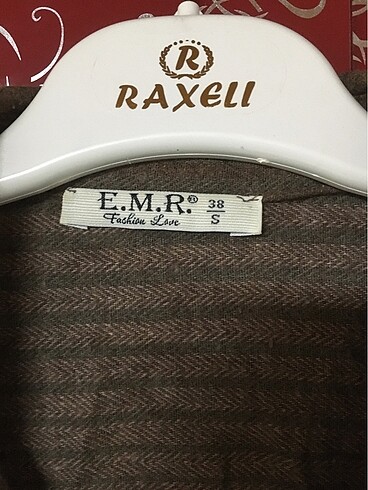 R
RAXELL
E.M.R.® 38
Fashion Love S